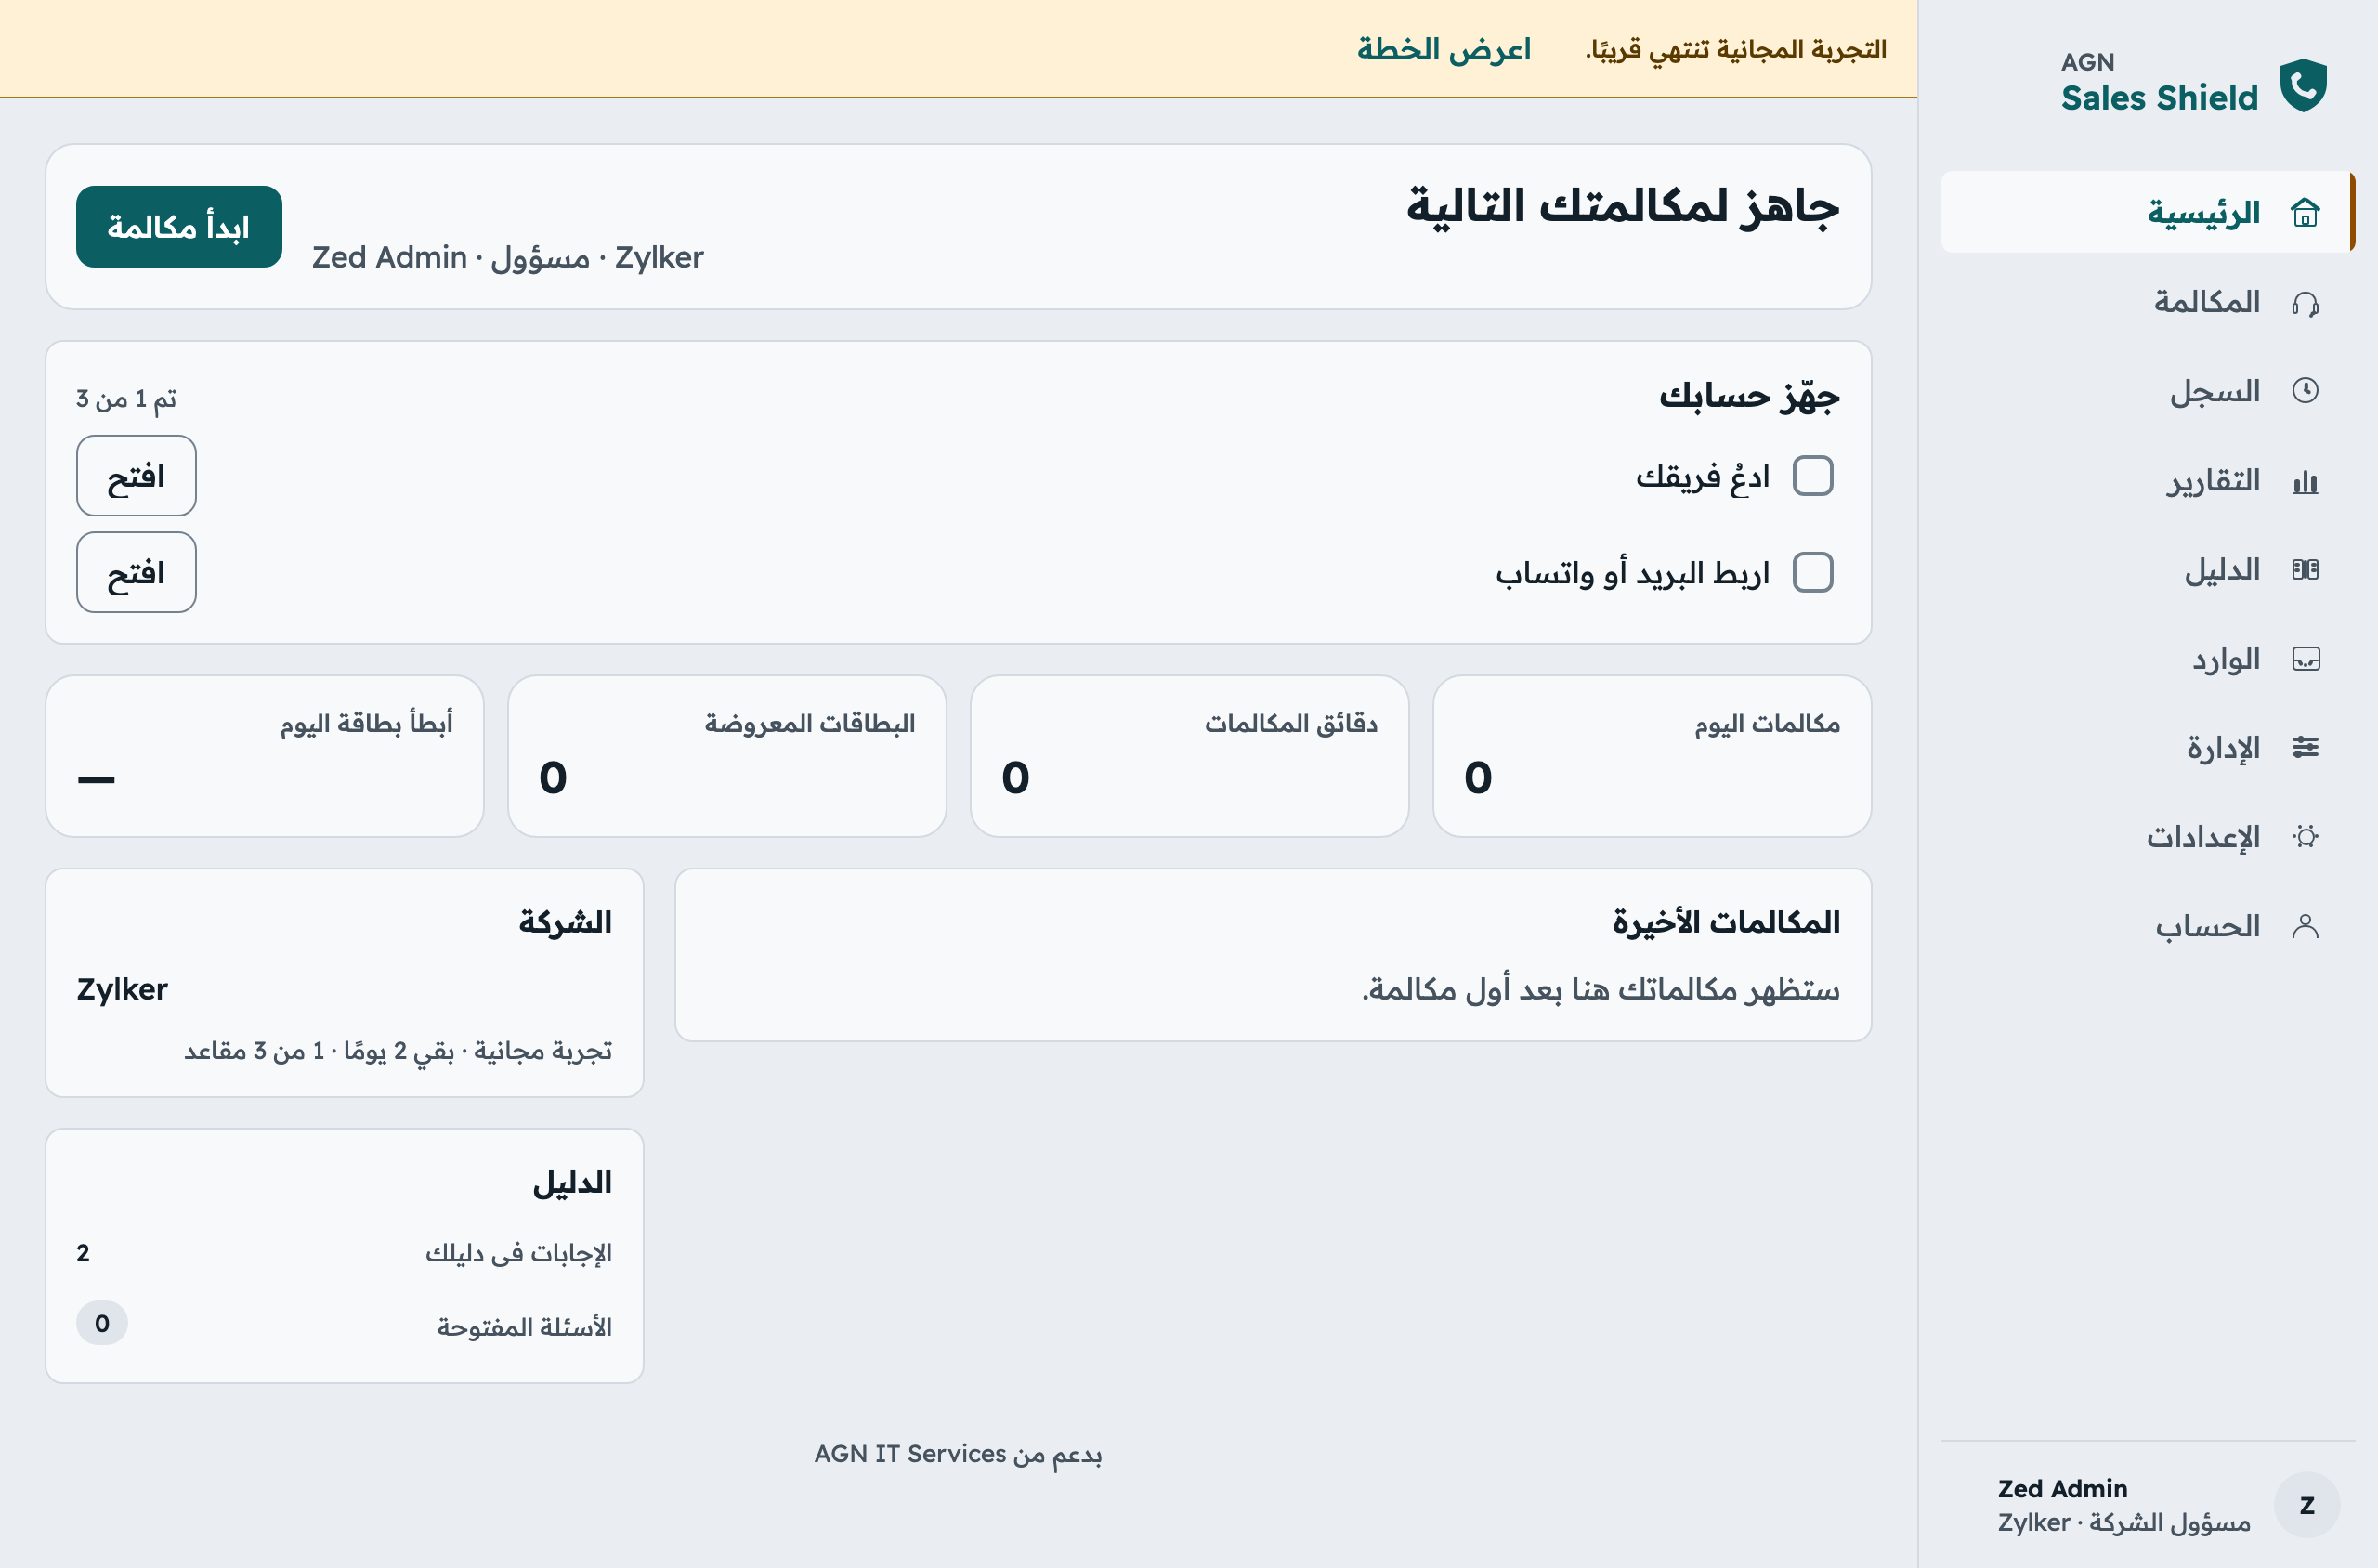 AGN
Sales Shield
الرئيسية
المكالمة
السجل
التقارير
الدليل
الوارد
الإدارة
الإعدادات
الحساب
Z
Zed Admin
مسؤول الشركة · Zylker
التجربة المجانية تنتهي قريبًا. اعرض الخطة
جاهز لمكالمتك التالية
Zed Admin · مسؤول · Zylker
ابدأ مكالمة
جهّز حسابك
تم 1 من 3
ادعُ فريقك
افتح
اربط البريد أو واتساب
افتح
مكالمات اليوم
0
دقائق المكالمات
0
البطاقات المعروضة
0
أبطأ بطاقة اليوم
—
المكالمات الأخيرة
ستظهر مكالماتك هنا بعد أول مكالمة.
الشركة
Zylker
تجربة مجانية · بقي 2 يومًا · 1 من 3 مقاعد
الدليل
الإجابات في دليلك 2
الأسئلة المفتوحة 0
بدعم من AGN IT Services